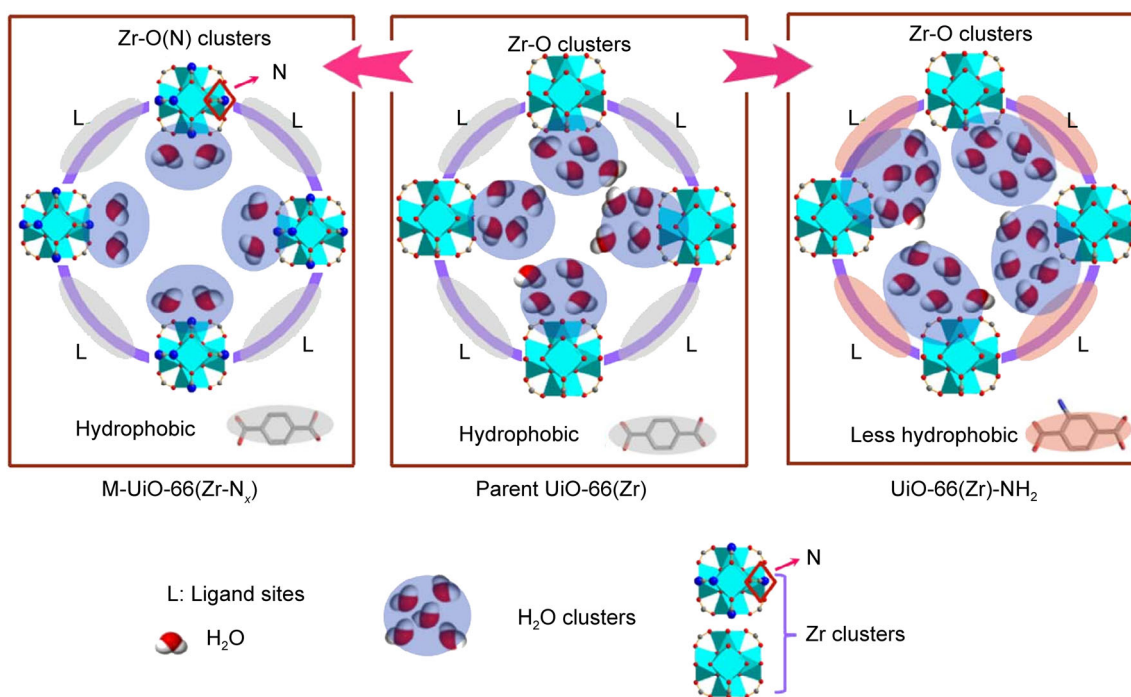 Zr-O(N) clusters
N
L
L
L
L
Hydrophobic
M-UiO-66(Zr-Nₓ)
Zr-O clusters
L
L
L
L
Hydrophobic
Parent UiO-66(Zr)
Zr-O clusters
L
L
L
L
Less hydrophobic
UiO-66(Zr)-NH₂
L: Ligand sites
H₂O
H₂O clusters
N
Zr clusters